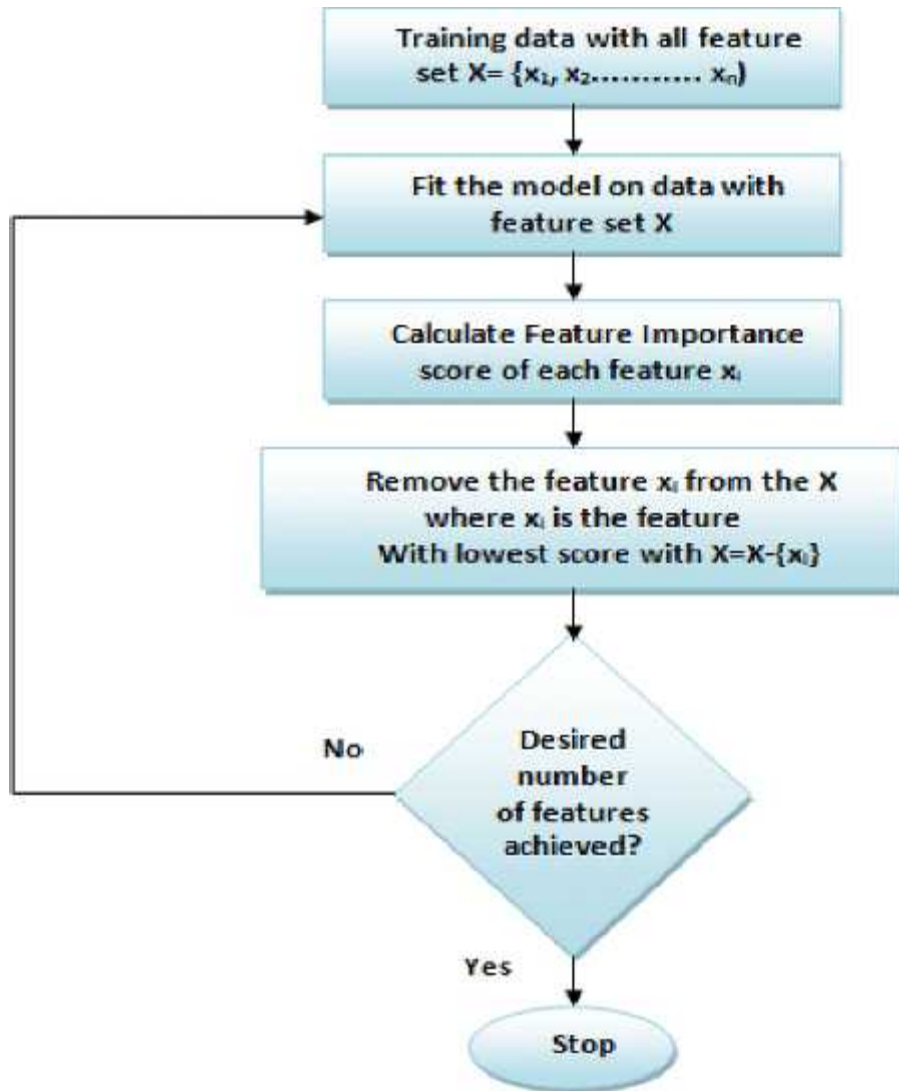 Training data with all feature
set X= {x₁, x₂........... xₙ)
Fit the model on data with
feature set X
Calculate Feature Importance
score of each feature xᵢ
Remove the feature xᵢ from the X
where xᵢ is the feature
With lowest score with X=X-{xᵢ}
Desired
number
of features
achieved?
No
Yes
Stop